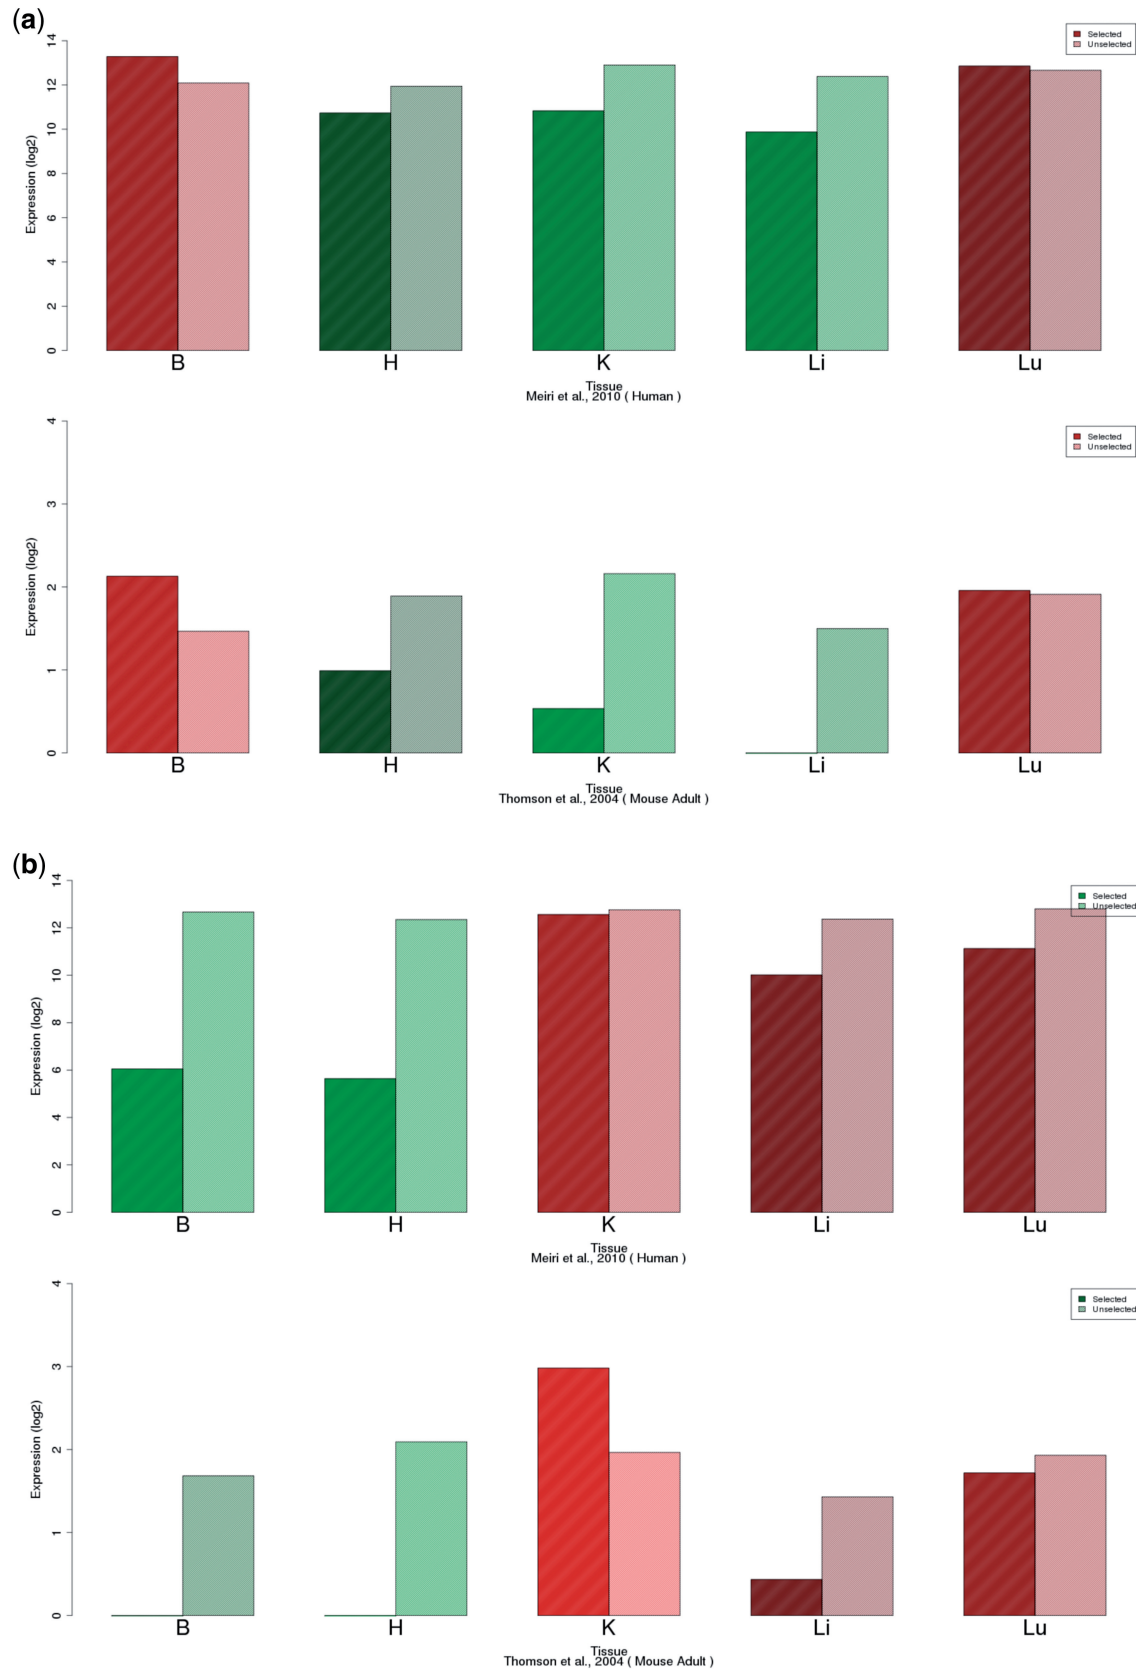 (a)
Selected
Unselected
Expression (log2)
14
12
10
8
6
4
2
0
B H K Li Lu
Tissue
Meiri et al., 2010 ( Human )
Selected
Unselected
Expression (log2)
4
3
2
1
0
B H K Li Lu
Tissue
Thomson et al., 2004 ( Mouse Adult )
(b)
Selected
Unselected
Expression (log2)
14
12
10
8
6
4
2
0
B H K Li Lu
Tissue
Meiri et al., 2010 ( Human )
Selected
Unselected
Expression (log2)
4
3
2
1
0
B H K Li Lu
Tissue
Thomson et al., 2004 ( Mouse Adult )